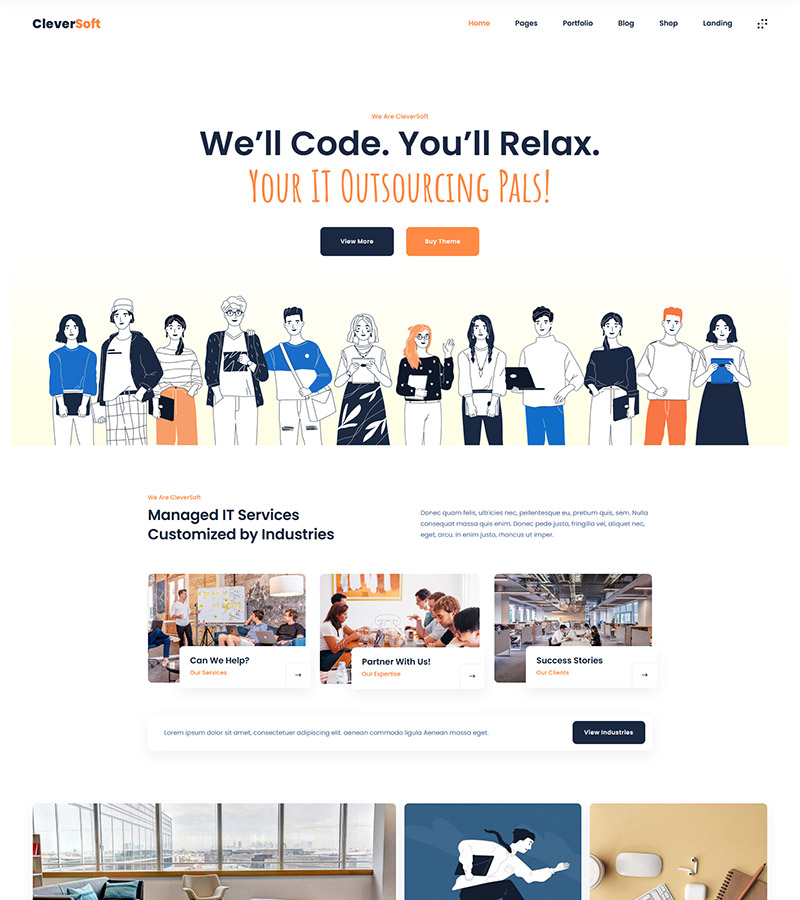 CleverSoft
Home Pages Portfolio Blog Shop Landing
We Are CleverSoft
We’ll Code. You’ll Relax.
Your IT Outsourcing Pals!
View More Buy Theme
We Are CleverSoft
Managed IT Services
Customized by Industries
Donec quam felis, ultricies nec, pellentesque eu, pretium quis, sem. Nulla
consequat massa quis enim. Donec pede justo, fringilla vel, aliquet nec,
eget, arcu. In enim justo, rhoncus ut imper.
Can We Help?
Our Services
→
Partner With Us!
Our Expertise
→
Success Stories
Our Clients
→
Lorem ipsum dolor sit amet, consectetuer adipiscing elit. aenean commodo ligula Aenean massa eget.
View Industries